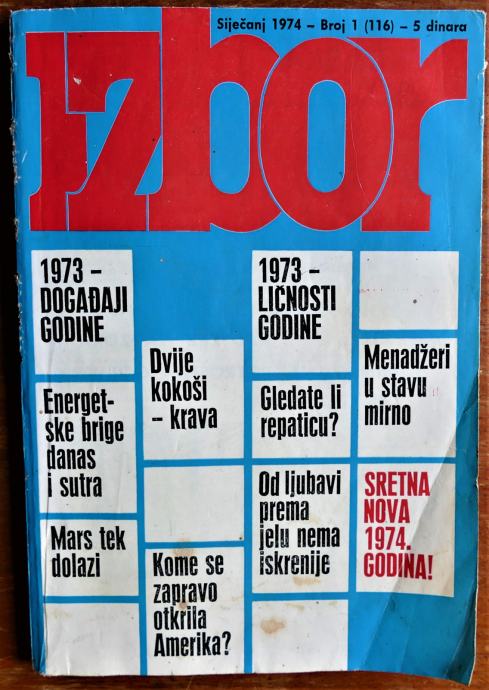 Siječanj 1974 – Broj 1 (116) – 5 dinara
izbor
1973 –
DOGAĐAJI
GODINE
1973 –
LIČNOSTI
GODINE
Dvije
kokoši
– krava
Menadžeri
u stavu
mirno
Energet-
ske brige
danas
i sutra
Gledate li
repaticu?
Od ljubavi
prema
jelu nema
iskrenije
SRETNA
NOVA
1974.
GODINA!
Mars tek
dolazi
Kome se
zapravo
otkrila
Amerika?